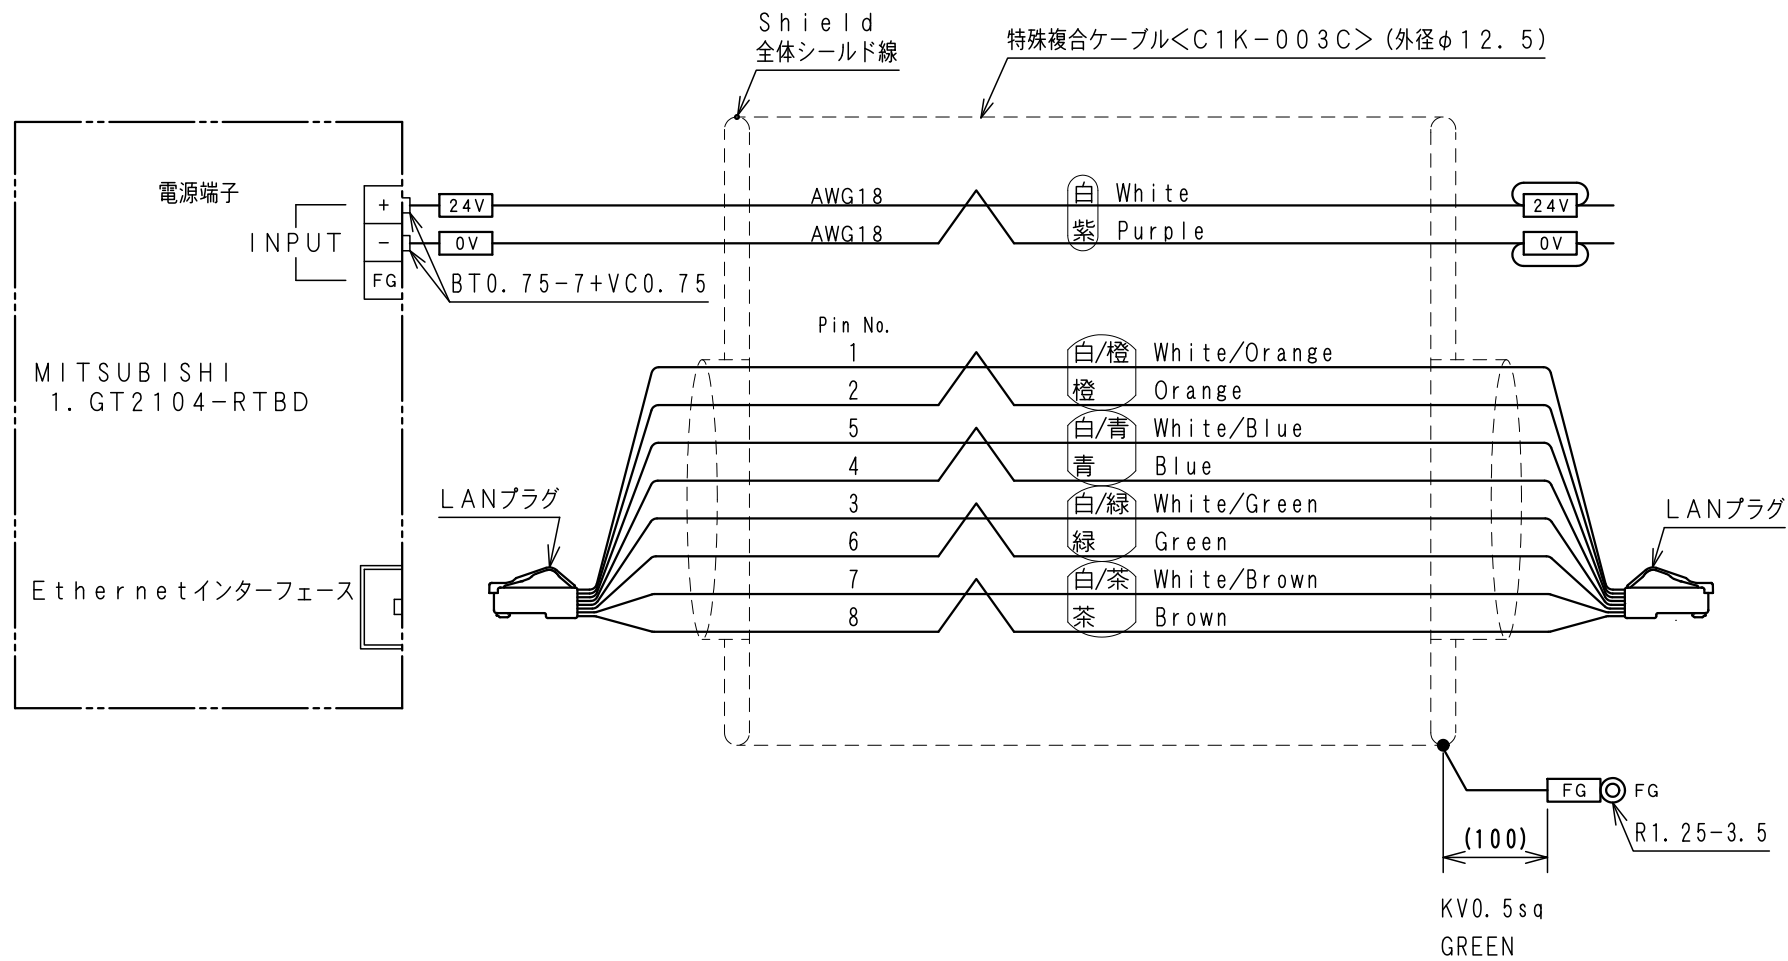 Shield
全体シールド線
特殊複合ケーブル<C1K-003C>(外径φ12.5)
電源端子
INPUT
+
-
FG
24V
0V
AWG18
AWG18
白 White
紫 Purple
24V
0V
BT0.75-7+VC0.75
MITSUBISHI
1. GT2104-RTBD
Pin No.
1 白/橙 White/Orange
2 橙 Orange
5 白/青 White/Blue
4 青 Blue
3 白/緑 White/Green
6 緑 Green
7 白/茶 White/Brown
8 茶 Brown
LANプラグ
LANプラグ
Ethernetインターフェース
FG FG
R1.25-3.5
(100)
KV0.5sq
GREEN